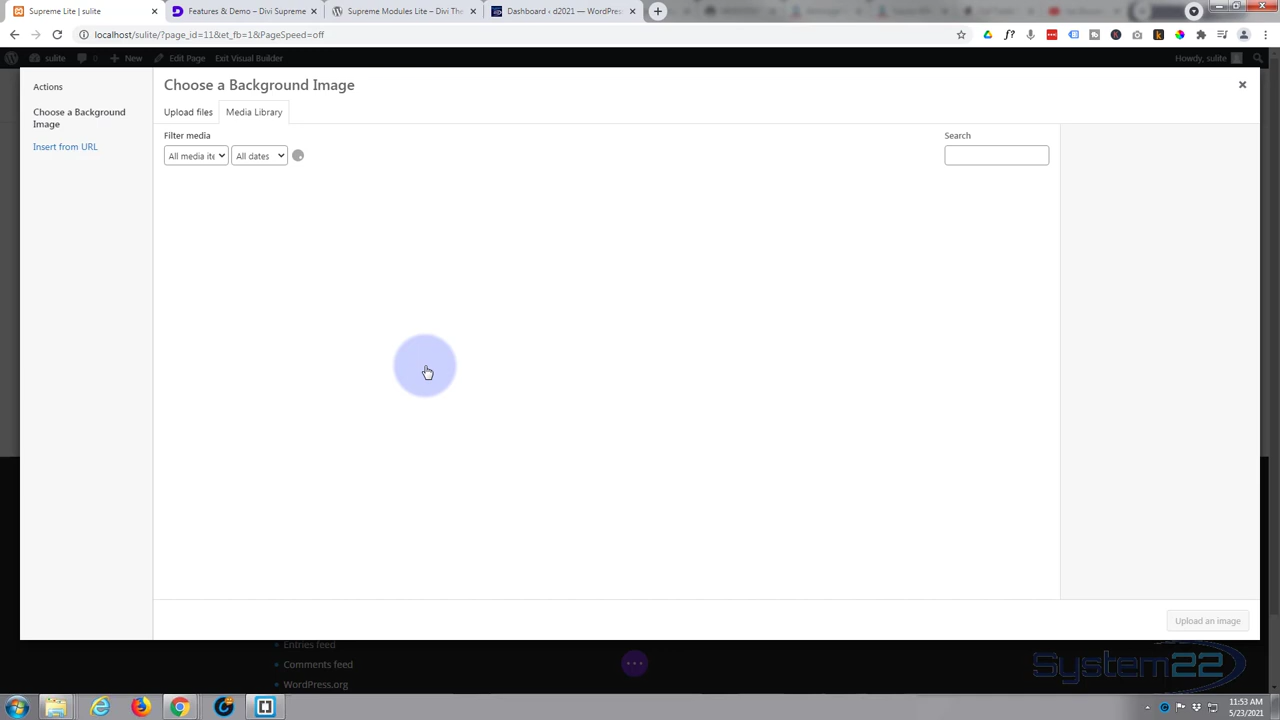 Supreme Lite | sulite
Features & Demo – Divi Supreme
Supreme Modules Lite – Divi The
Dashboard ‹ d2021 — WordPres
localhost/sulite/?page_id=11&et_fb=1&PageSpeed=off
sulite
0
New
Edit Page
Exit Visual Builder
Howdy, sulite
Actions
Choose a Background
Image
Insert from URL
Choose a Background Image
Upload files
Media Library
Filter media
All media ite
All dates
Search
Upload an image
Entries feed
Comments feed
WordPress.org
System22
11:53 AM
5/23/2021